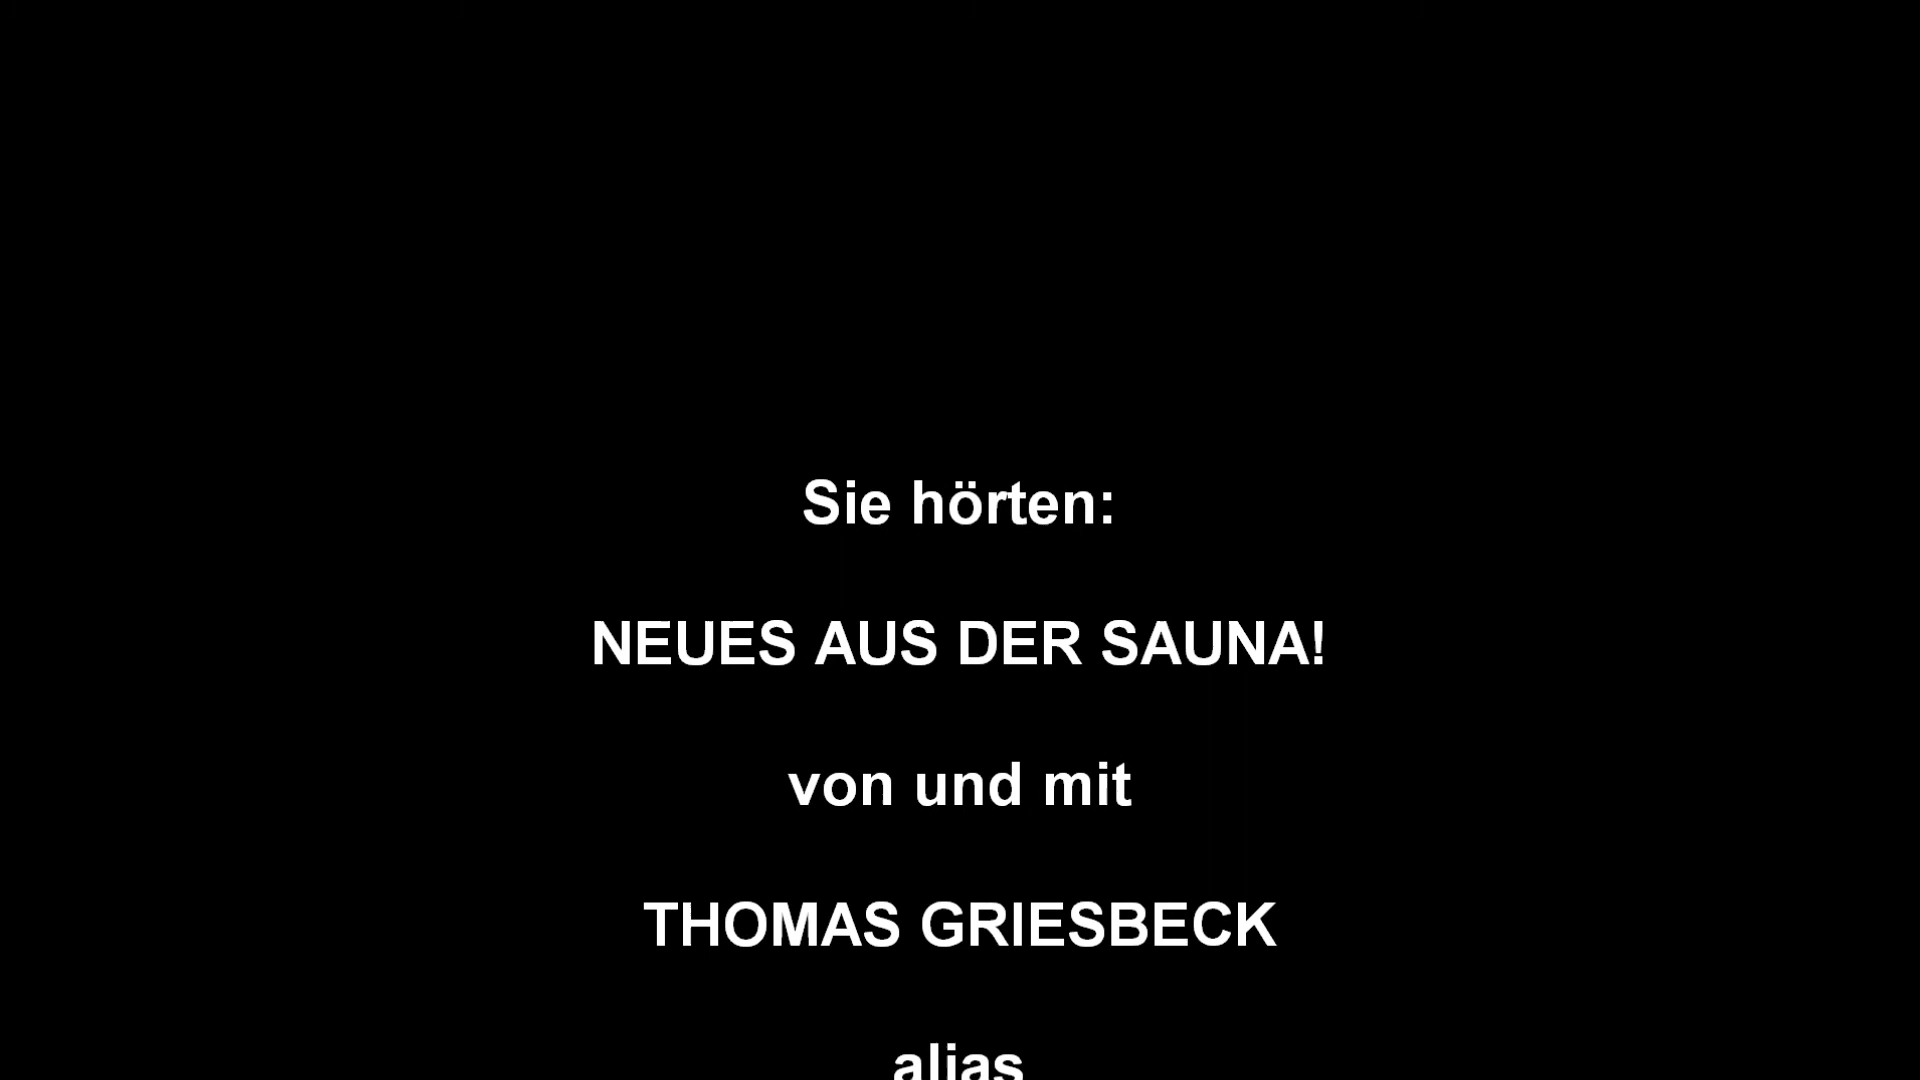 Sie hörten:
NEUES AUS DER SAUNA!
von und mit
THOMAS GRIESBECK
alias